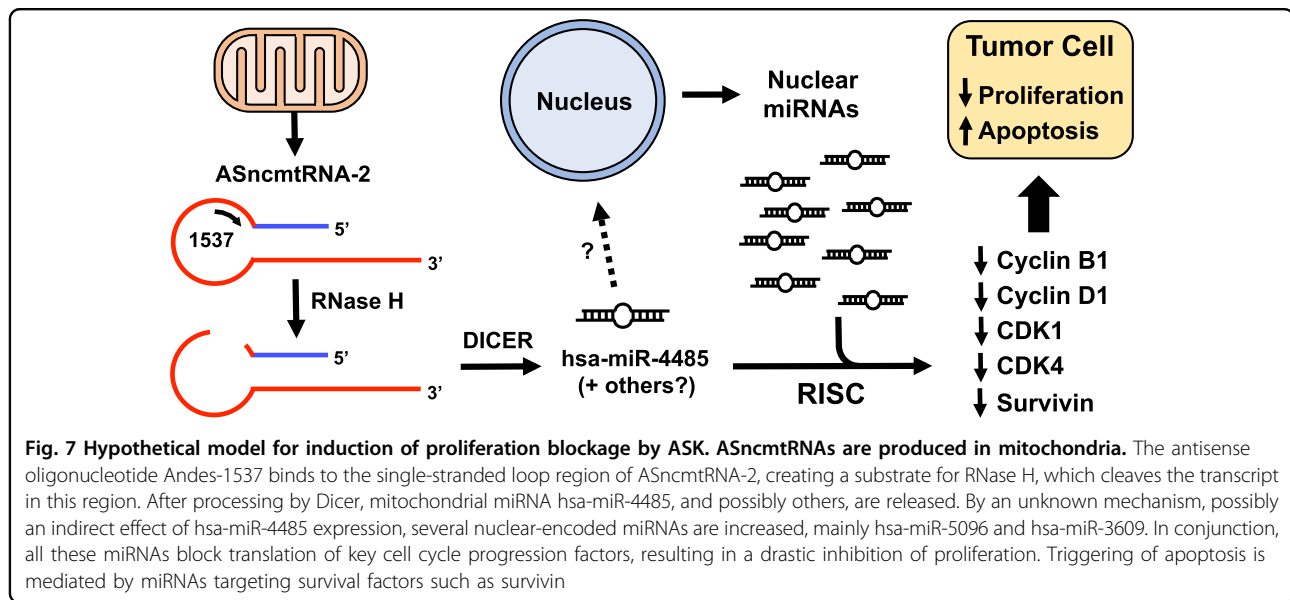 ASncmtRNA-2
1537
5’
3’
RNase H
5’
3’
DICER
Nucleus
?
hsa-miR-4485
(+ others?)
Nuclear
miRNAs
RISC
Tumor Cell
Proliferation
Apoptosis
Cyclin B1
Cyclin D1
CDK1
CDK4
Survivin
Fig. 7 Hypothetical model for induction of proliferation blockage by ASK. ASncmtRNAs are produced in mitochondria. The antisense
oligonucleotide Andes-1537 binds to the single-stranded loop region of ASncmtRNA-2, creating a substrate for RNase H, which cleaves the transcript
in this region. After processing by Dicer, mitochondrial miRNA hsa-miR-4485, and possibly others, are released. By an unknown mechanism, possibly
an indirect effect of hsa-miR-4485 expression, several nuclear-encoded miRNAs are increased, mainly hsa-miR-5096 and hsa-miR-3609. In conjunction,
all these miRNAs block translation of key cell cycle progression factors, resulting in a drastic inhibition of proliferation. Triggering of apoptosis is
mediated by miRNAs targeting survival factors such as survivin